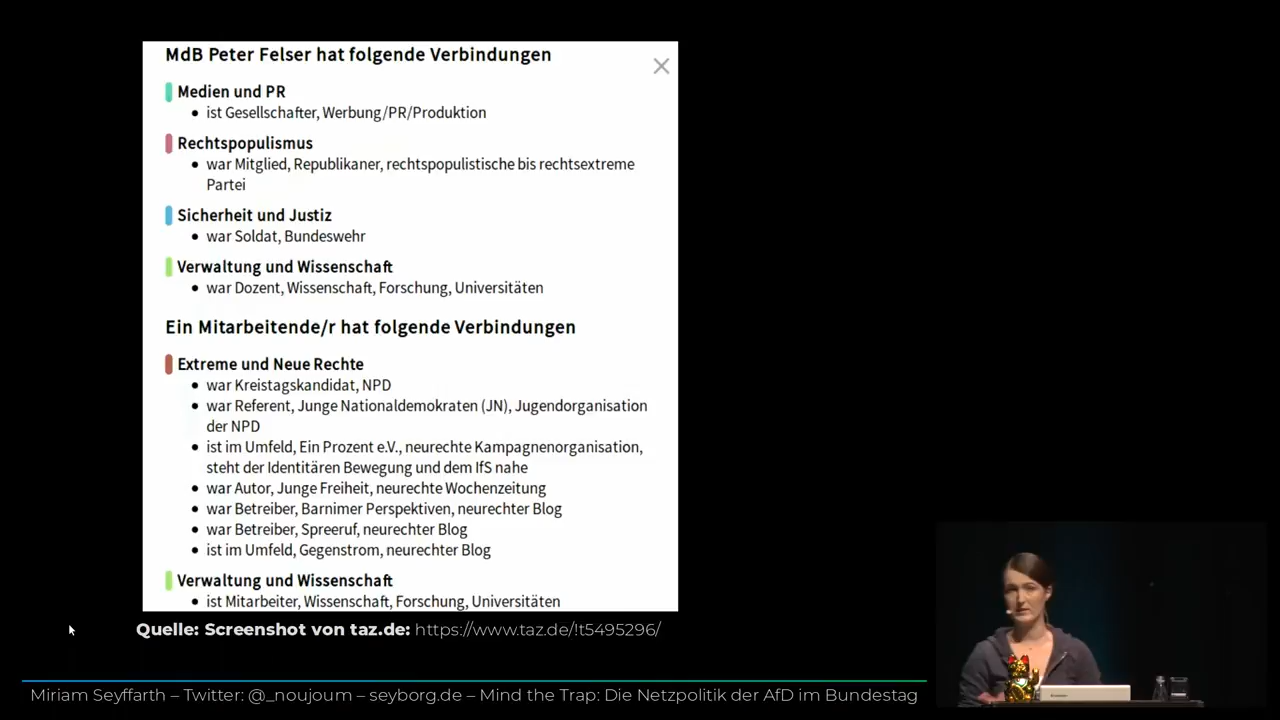 MdB Peter Felser hat folgende Verbindungen
Medien und PR
• ist Gesellschafter, Werbung/PR/Produktion
Rechtspopulismus
• war Mitglied, Republikaner, rechtspopulistische bis rechtsextreme
Partei
Sicherheit und Justiz
• war Soldat, Bundeswehr
Verwaltung und Wissenschaft
• war Dozent, Wissenschaft, Forschung, Universitäten
Ein Mitarbeitende/r hat folgende Verbindungen
Extreme und Neue Rechte
• war Kreistagskandidat, NPD
• war Referent, Junge Nationaldemokraten (JN), Jugendorganisation
der NPD
• ist im Umfeld, Ein Prozent e.V., neurechte Kampagnenorganisation,
steht der Identitären Bewegung und dem IfS nahe
• war Autor, Junge Freiheit, neurechte Wochenzeitung
• war Betreiber, Barnimer Perspektiven, neurechter Blog
• war Betreiber, Spreeruf, neurechter Blog
• ist im Umfeld, Gegenstrom, neurechter Blog
Verwaltung und Wissenschaft
• ist Mitarbeiter, Wissenschaft, Forschung, Universitäten
Quelle: Screenshot von taz.de: https://www.taz.de/!t5495296/
Miriam Seyffarth – Twitter: @_noujoum – seyborg.de – Mind the Trap: Die Netzpolitik der AfD im Bundestag